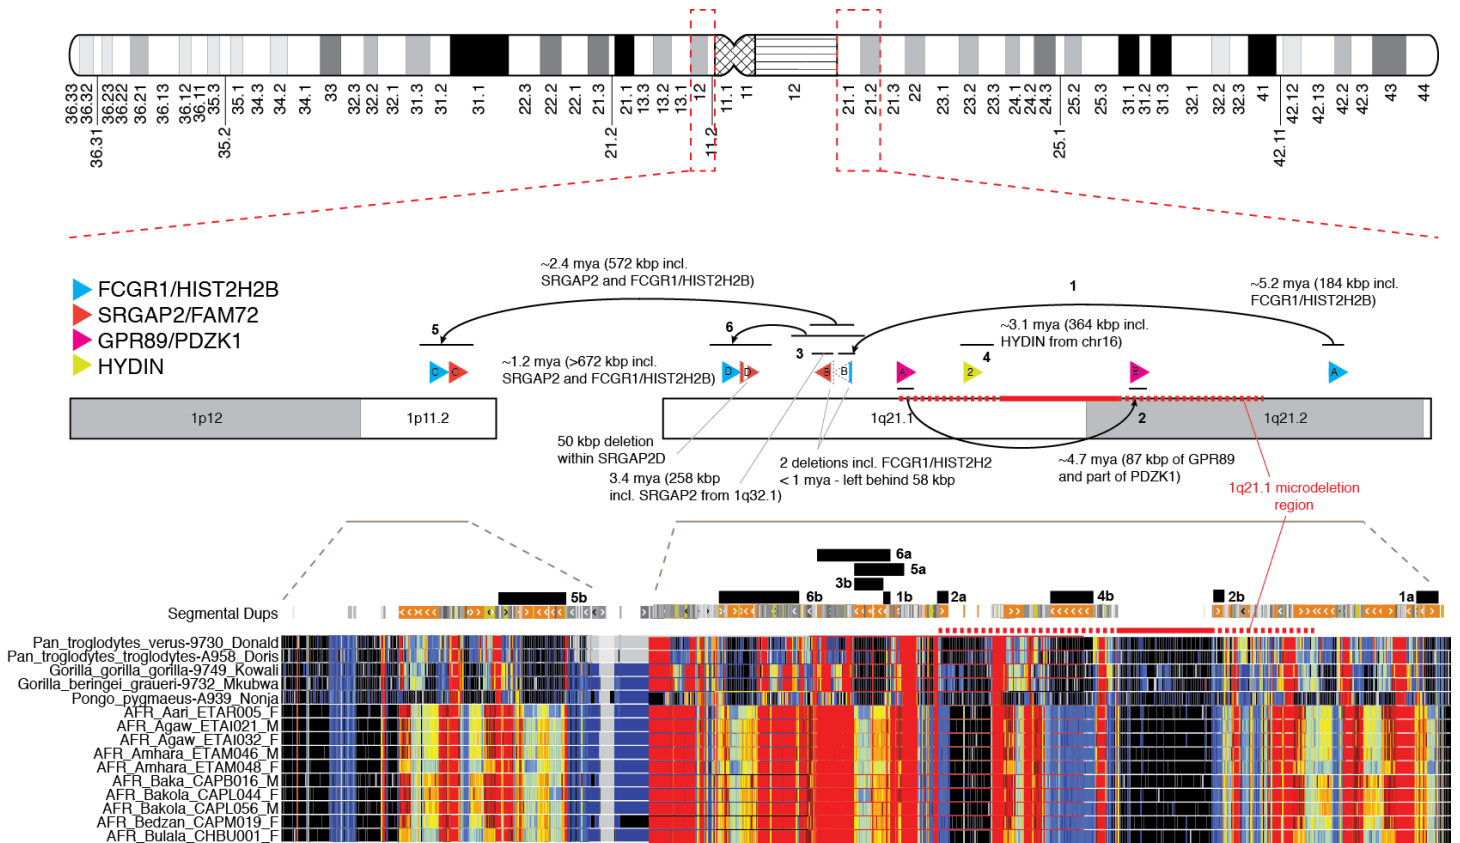 36.33
36.32
36.31
36.23
36.22
36.21
36.13
36.12
36.11
35.3
35.2
35.1
34.3
34.2
34.1
33
32.3
32.2
32.1
31.3
31.2
31.1
22.3
22.2
22.1
21.3
21.2
21.1
13.3
13.2
13.1
12
11.2
11.1
11
12
21.1
21.2
21.3
22
23.1
23.2
23.3
24.1
24.2
24.3
25.1
25.2
25.3
31.1
31.2
31.3
32.1
32.2
32.3
41
42.11
42.12
42.13
42.2
42.3
43
44
FCGR1/HIST2H2B
SRGAP2/FAM72
GPR89/PDZK1
HYDIN
~2.4 mya (572 kbp incl.
SRGAP2 and FCGR1/HIST2H2B)
1
~5.2 mya (184 kbp incl.
FCGR1/HIST2H2B)
5
6
~3.1 mya (364 kbp incl.
HYDIN from chr16)
3
4
~1.2 mya (>672 kbp incl.
SRGAP2 and FCGR1/HIST2H2B)
C C
D D
B B
A
2
B
A
1p12
1p11.2
1q21.1
2
1q21.2
50 kbp deletion
within SRGAP2D
3.4 mya (258 kbp
incl. SRGAP2 from 1q32.1)
2 deletions incl. FCGR1/HIST2H2
< 1 mya - left behind 58 kbp
~4.7 mya (87 kbp of GPR89
and part of PDZK1)
1q21.1 microdeletion
region
6a
5a
3b
5b
6b
1b
2a
4b
2b
1a
Segmental Dups
Pan_troglodytes_verus-9730_Donald
Pan_troglodytes_troglodytes-A958_Doris
Gorilla_gorilla_gorilla-9749_Kowali
Gorilla_beringei_graueri-9732_Mkubwa
Pongo_pygmaeus-A939_Nonja
AFR_Aari_ETAR005_F
AFR_Agaw_ETAI021_M
AFR_Agaw_ETAI032_F
AFR_Amhara_ETAM046_M
AFR_Amhara_ETAM048_F
AFR_Baka_CAPB016_M
AFR_Bakola_CAPL044_F
AFR_Bakola_CAPL056_M
AFR_Bedzan_CAPM019_F
AFR_Bulala_CHBU001_F